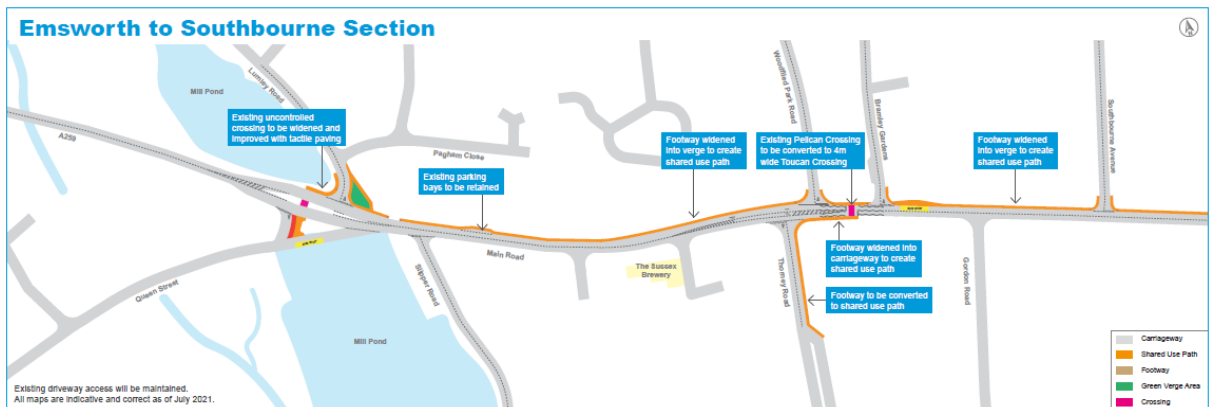 Emsworth to Southbourne Section
Mill Pond
Lumley Road
A259
Existing uncontrolled
crossing to be widened and
improved with tactile paving
Pagham Close
Existing parking
bays to be retained
Footway widened
into verge to create
shared use path
Woodfield Park Road
Existing Pelican Crossing
to be converted to 4m
wide Toucan Crossing
Bramley Gardens
Footway widened
into verge to create
shared use path
Southbourne Avenue
Main Road
Queen Street
Slipper Road
The Sussex
Brewery
Thorney Road
Footway widened into
carriageway to create
shared use path
Gordon Road
Footway to be converted
to shared use path
Mill Pond
Existing driveway access will be maintained.
All maps are indicative and correct as of July 2021.
Carriageway
Shared Use Path
Footway
Green Verge Area
Crossing